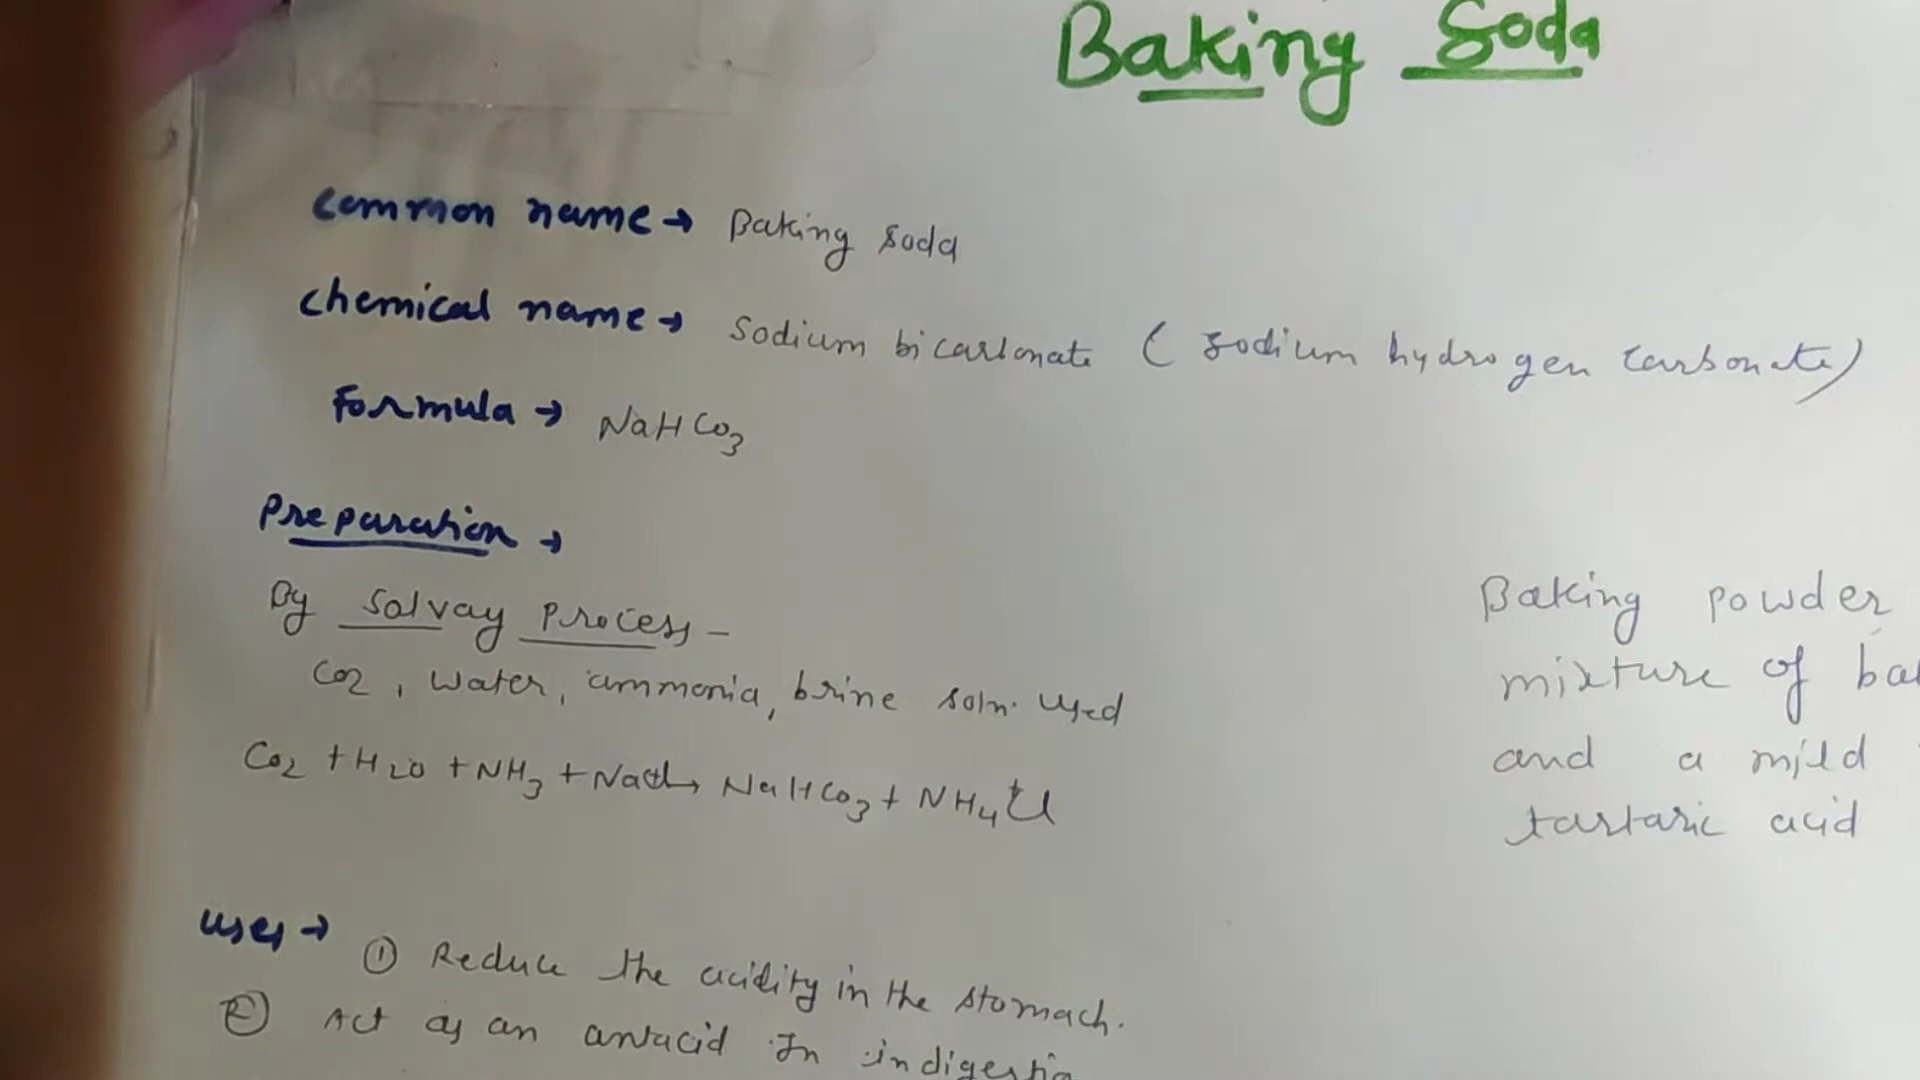 Baking Soda
Common name → Baking Soda
Chemical name → Sodium bicarbonate ( Sodium hydrogen carbonate)
Formula → NaHCO3
Preparation →
By Solvay Process –
CO2, water, ammonia, brine soln. used
CO2 + H2O + NH3 + NaCl → NaHCO3 + NH4Cl
Uses → ① Reduce the acidity in the stomach.
② Act as an antacid In indigestio
Baking powder
mixture of ba
and a mild
tartaric acid